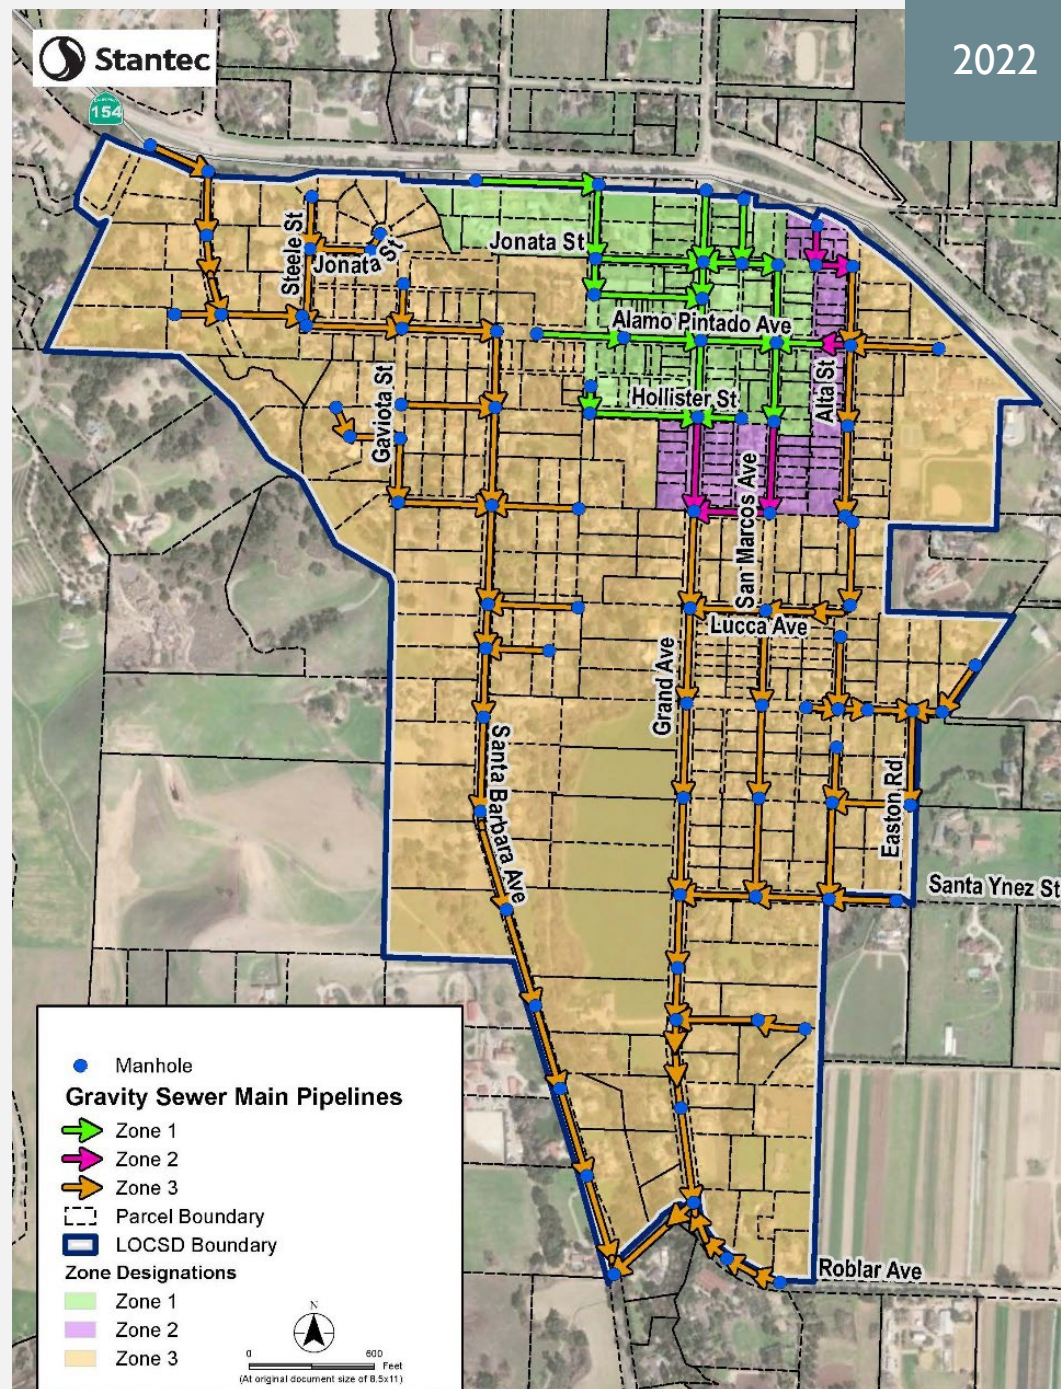 2022
Stantec
154
Steele St
Jonata St
Jonata St
Alamo Pintado Ave
Hollister St
Alta St
Gaviota St
San Marcos Ave
Lucca Ave
Grand Ave
Santa Barbara Ave
Easton Rd
Santa Ynez St
Roblar Ave
Manhole
Gravity Sewer Main Pipelines
Zone 1
Zone 2
Zone 3
Parcel Boundary
LOCSD Boundary
Zone Designations
Zone 1
Zone 2
Zone 3
N
0 600
Feet
(At original document size of 8.5x11)